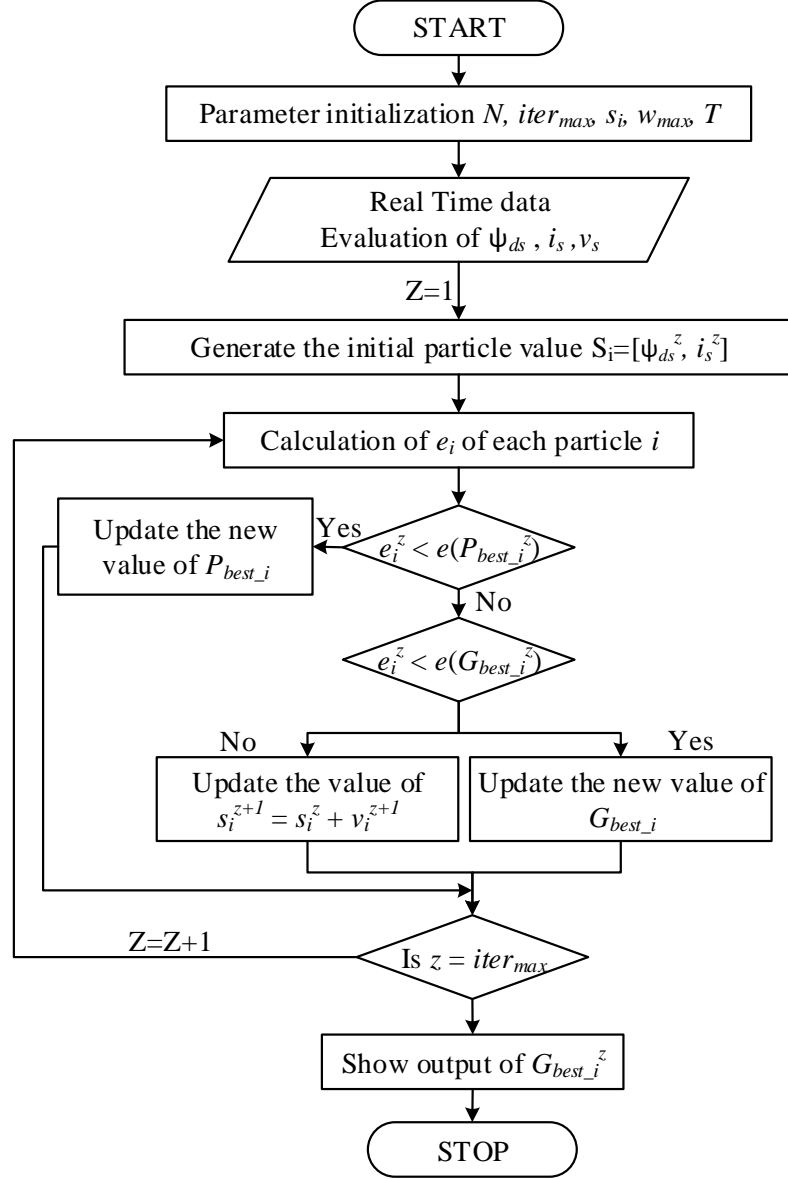 START
Parameter initialization N, iter_max, s_i, w_max, T
Real Time data
Evaluation of ψ_ds , i_s ,v_s
Z=1
Generate the initial particle value S_i=[ψ_ds^z, i_s^z]
Calculation of e_i of each particle i
Update the new
value of P_best_i
Yes
e_i^z < e(P_best_i^z)
No
e_i^z < e(G_best_i^z)
No
Yes
Update the value of
s_i^z+1 = s_i^z + v_i^z+1
Update the new value of
G_best_i
Z=Z+1
Is z = iter_max
Show output of G_best_i^z
STOP